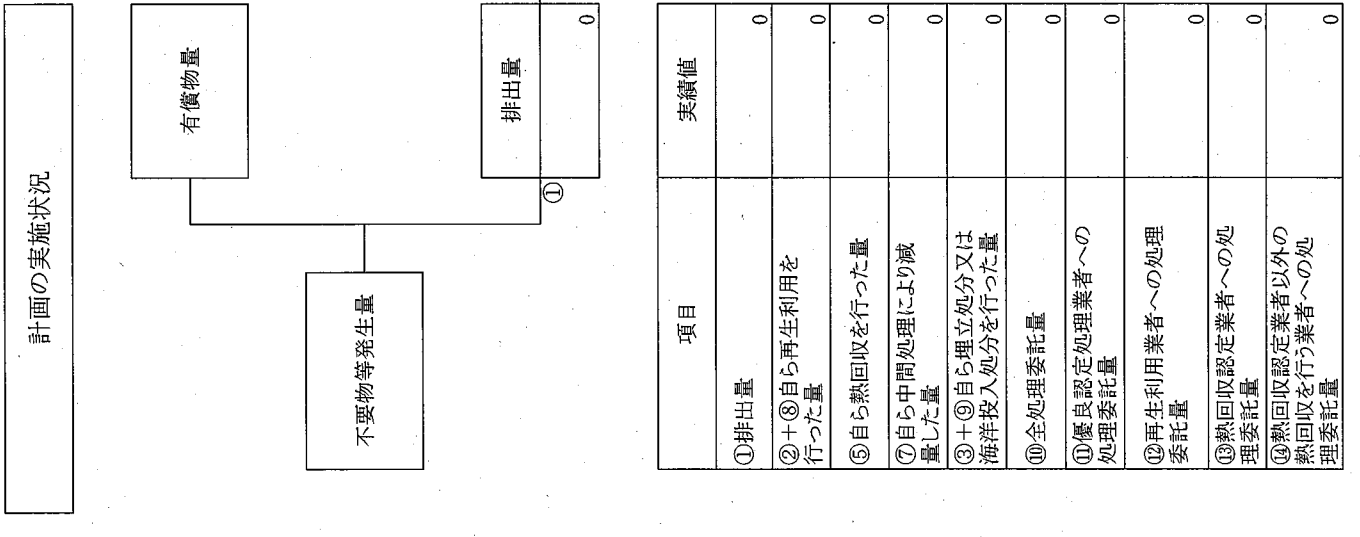 計画の実施状況
有償物量
不要物等発生量
排出量
①
0
項目
実績値
①排出量
0
②+⑧自ら再生利用を
行った量
0
⑤自ら熱回収を行った量
0
⑦自ら中間処理により減
量した量
0
③+⑨自ら埋立処分又は
海洋投入処分を行った量
0
⑩全処理委託量
0
⑪優良認定処理業者への
処理委託量
0
⑫再生利用業者への処理
委託量
0
⑬熱回収認定業者への処
理委託量
0
⑭熱回収認定業者以外の
熱回収を行う業者への処
理委託量
0